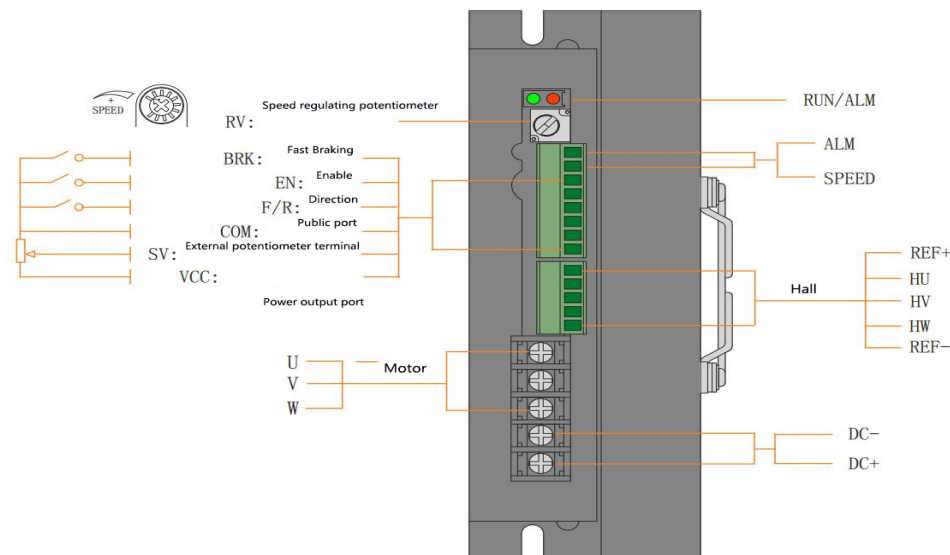 +
SPEED
Speed regulating potentiometer
RV:
Fast Braking
BRK:
Enable
EN:
Direction
F/R:
Public port
COM:
External potentiometer terminal
SV:
VCC:
Power output port
U
V
W
Motor
RUN/ALM
ALM
SPEED
Hall
REF+
HU
HV
HW
REF-
DC-
DC+